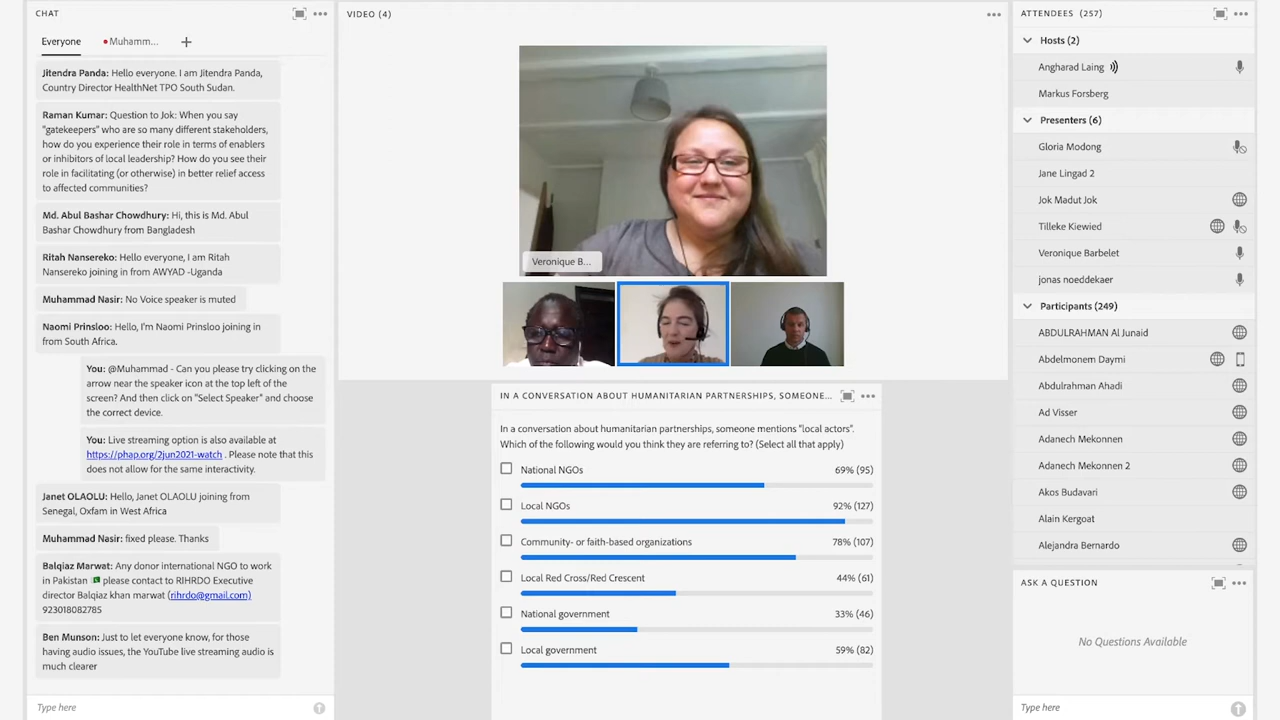 CHAT
Everyone
Muhamm...
Jitendra Panda: Hello everyone. I am Jitendra Panda,
Country Director HealthNet TPO South Sudan.
Raman Kumar: Question to Jok: When you say
"gatekeepers" who are so many different stakeholders,
how do you experience their role in terms of enablers
or inhibitors of local leadership? How do you see their
role in facilitating (or otherwise) in better relief access
to affected communities?
Md. Abul Bashar Chowdhury: Hi, this is Md. Abul
Bashar Chowdhury from Bangladesh
Ritah Nansereko: Hello everyone, I am Ritah
Nansereko joining in from AWYAD -Uganda
Muhammad Nasir: No Voice speaker is muted
Naomi Prinsloo: Hello, I'm Naomi Prinsloo joining in
from South Africa.
You: @Muhammad - Can you please try clicking on the
arrow near the speaker icon at the top left of the
screen? And then click on "Select Speaker" and choose
the correct device.
You: Live streaming option is also available at
https://phap.org/2jun2021-watch . Please note that this
does not allow for the same interactivity.
Janet OLAOLU: Hello, Janet OLAOLU joining from
Senegal, Oxfam in West Africa
Muhammad Nasir: fixed please. Thanks
Balqiaz Marwat: Any donor international NGO to work
in Pakistan 🇵🇰 please contact to RIHRDO Executive
director Balqiaz khan marwat (rihrdo@gmail.com)
923018082785
Ben Munson: Just to let everyone know, for those
having audio issues, the YouTube live streaming audio is
much clearer
Type here
VIDEO (4)
Veronique B...
IN A CONVERSATION ABOUT HUMANITARIAN PARTNERSHIPS, SOMEONE...
In a conversation about humanitarian partnerships, someone mentions "local actors".
Which of the following would you think they are referring to? (Select all that apply)
National NGOs 69% (95)
Local NGOs 92% (127)
Community- or faith-based organizations 78% (107)
Local Red Cross/Red Crescent 44% (61)
National government 33% (46)
Local government 59% (82)
ATTENDEES (257)
Hosts (2)
Angharad Laing
Markus Forsberg
Presenters (6)
Gloria Modong
Jane Lingad 2
Jok Madut Jok
Tilleke Kiewied
Veronique Barbelet
jonas noeddekaer
Participants (249)
ABDULRAHMAN Al Junaid
Abdelmonem Daymi
Abdulrahman Ahadi
Ad Visser
Adanech Mekonnen
Adanech Mekonnen 2
Akos Budavari
Alain Kergoat
Alejandra Bernardo
ASK A QUESTION
No Questions Available
Type here